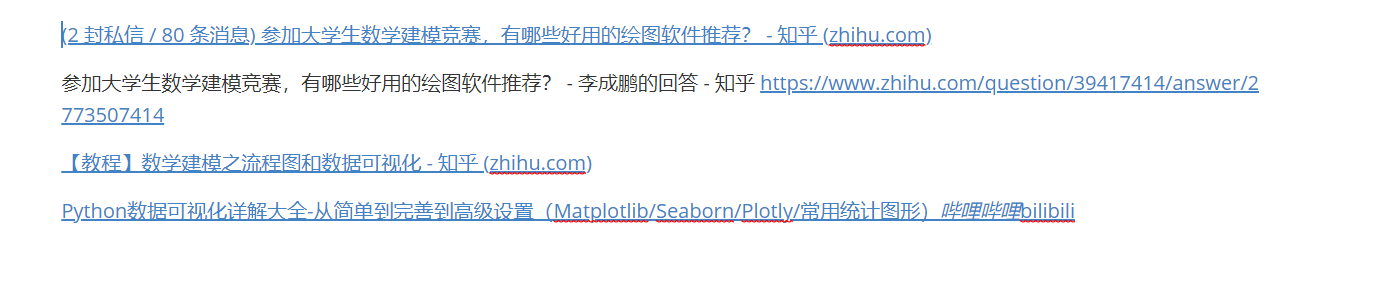 (2 封私信 / 80 条消息) 参加大学生数学建模竞赛，有哪些好用的绘图软件推荐？ - 知乎 (zhihu.com)
参加大学生数学建模竞赛，有哪些好用的绘图软件推荐？ - 李成鹏的回答 - 知乎 https://www.zhihu.com/question/39417414/answer/2
773507414
【教程】数学建模之流程图和数据可视化 - 知乎 (zhihu.com)
Python数据可视化详解大全-从简单到完善到高级设置（Matplotlib/Seaborn/Plotly/常用统计图形）哔哩哔哩bilibili